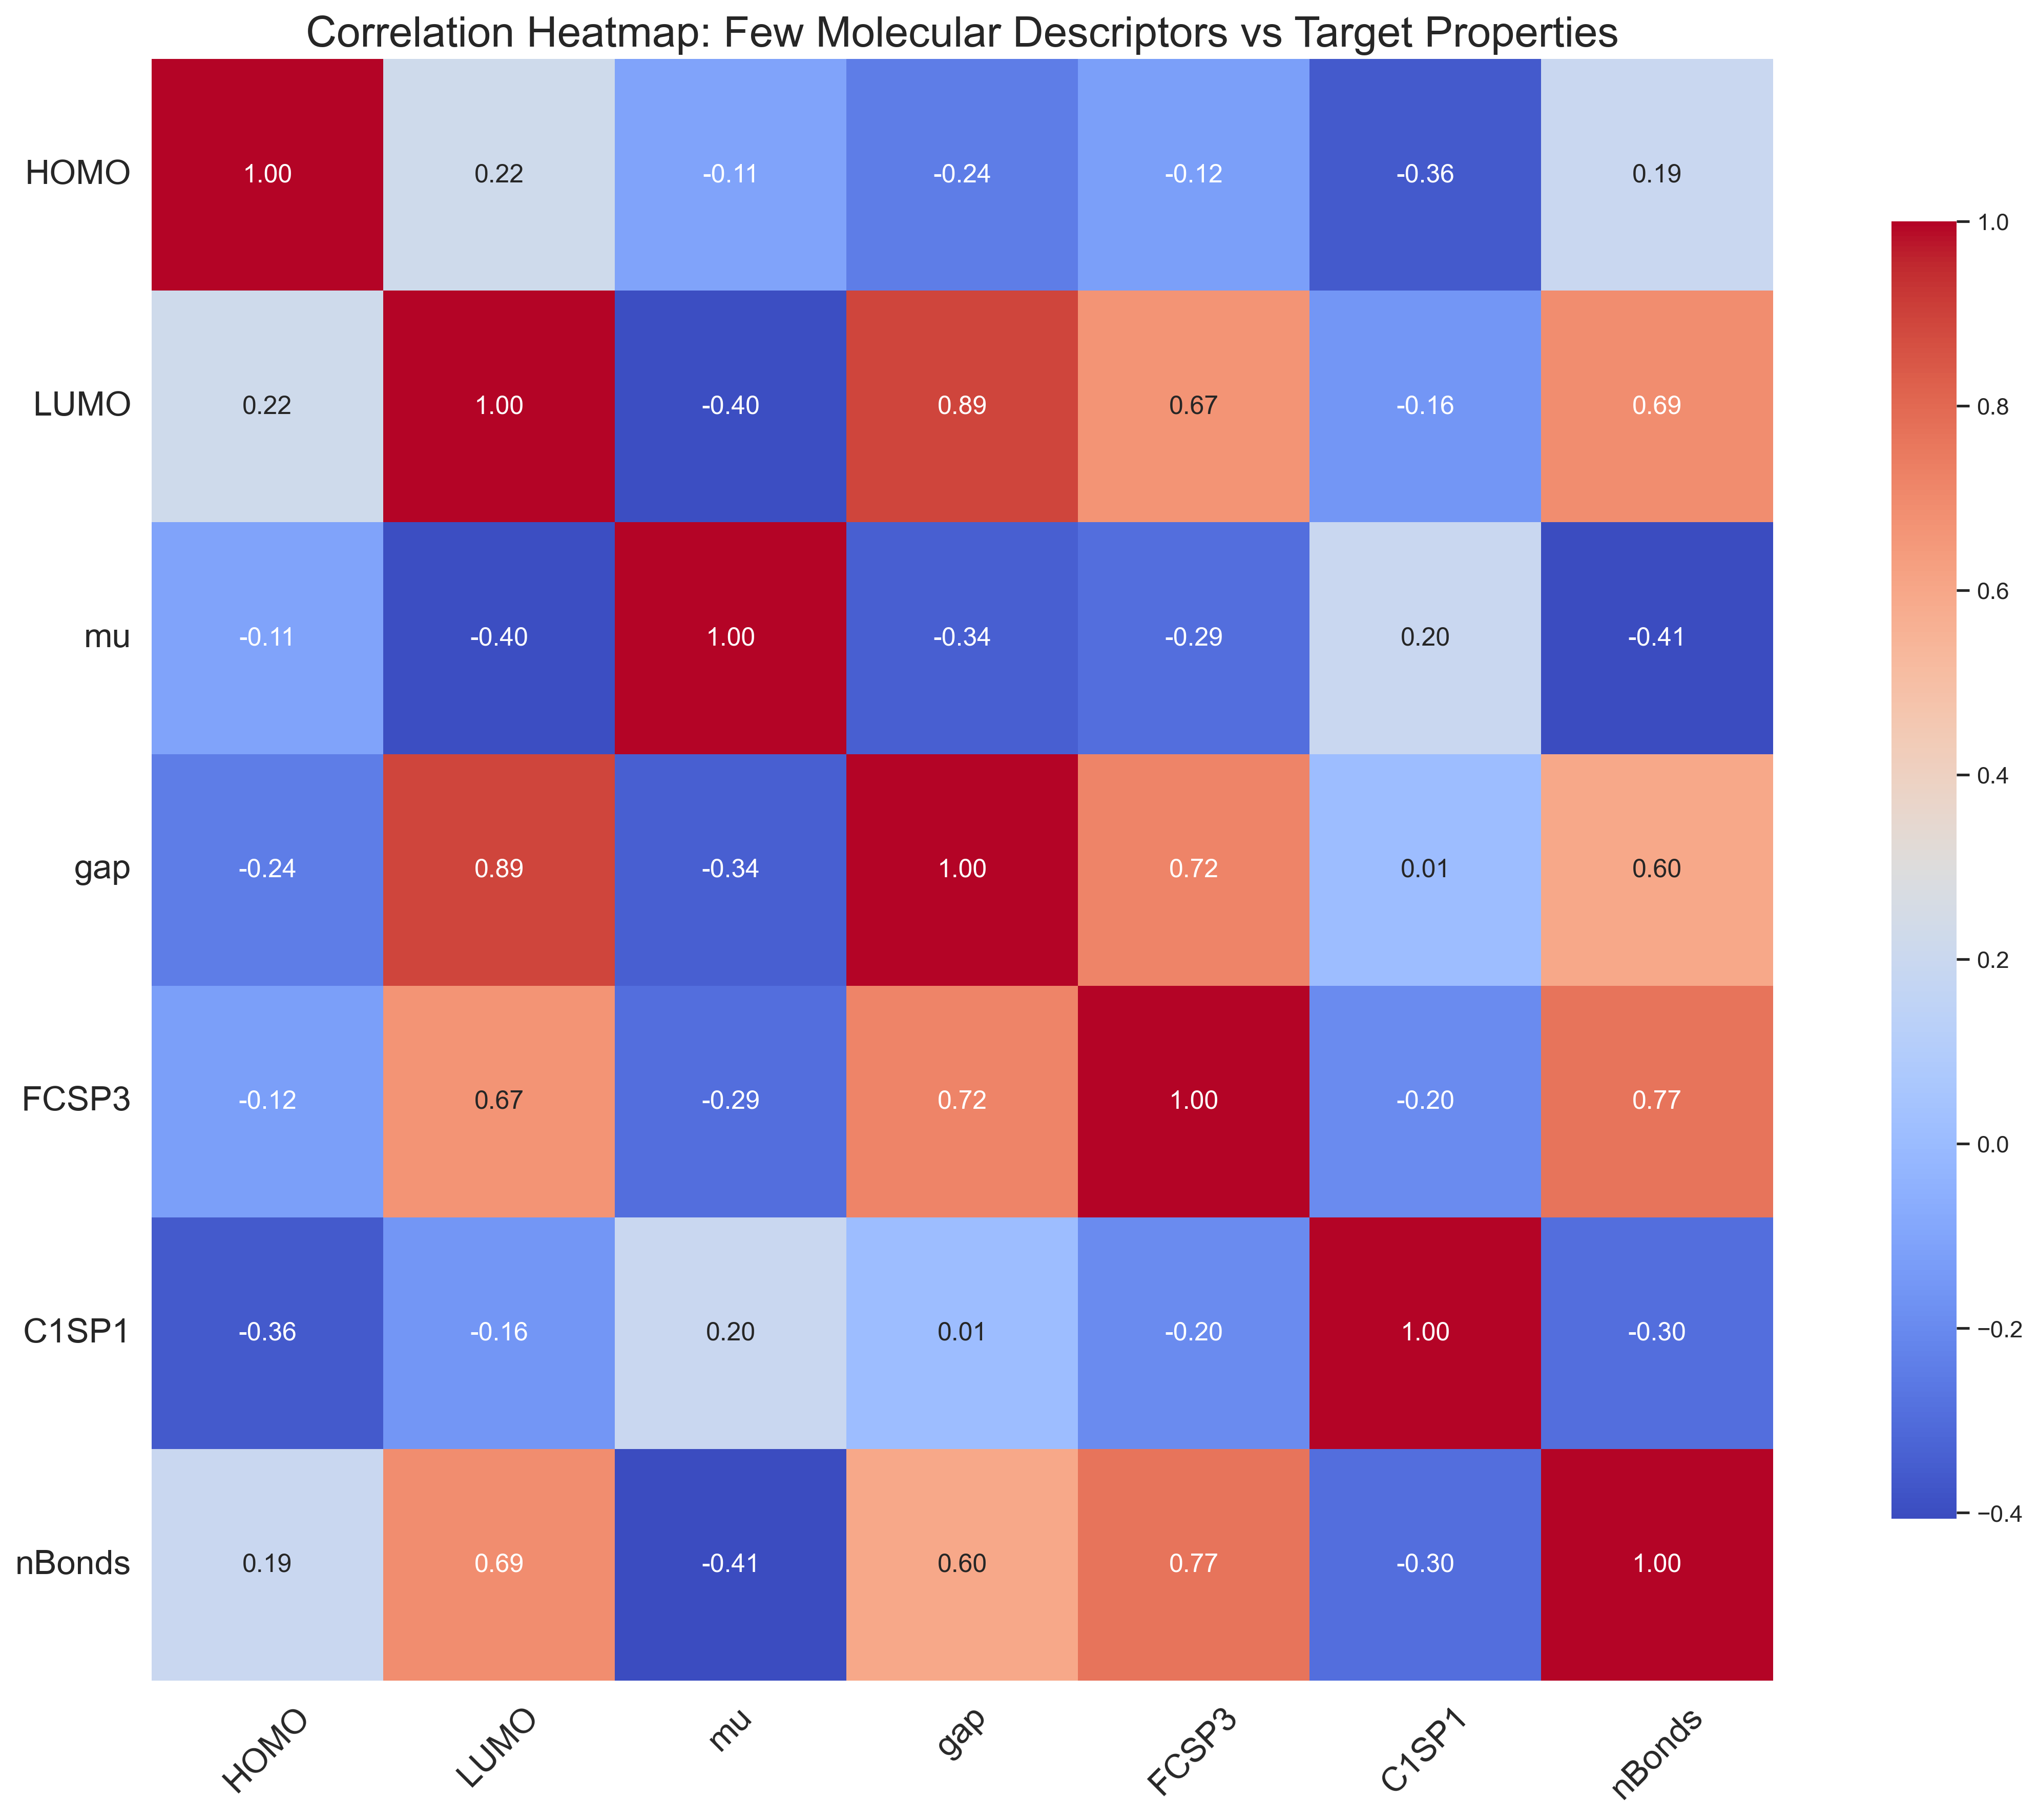 Correlation Heatmap: Few Molecular Descriptors vs Target Properties
HOMO 1.00 0.22 -0.11 -0.24 -0.12 -0.36 0.19
LUMO 0.22 1.00 -0.40 0.89 0.67 -0.16 0.69
mu -0.11 -0.40 1.00 -0.34 -0.29 0.20 -0.41
gap -0.24 0.89 -0.34 1.00 0.72 0.01 0.60
FCSP3 -0.12 0.67 -0.29 0.72 1.00 -0.20 0.77
C1SP1 -0.36 -0.16 0.20 0.01 -0.20 1.00 -0.30
nBonds 0.19 0.69 -0.41 0.60 0.77 -0.30 1.00
HOMO LUMO mu gap FCSP3 C1SP1 nBonds
1.0
0.8
0.6
0.4
0.2
0.0
−0.2
−0.4